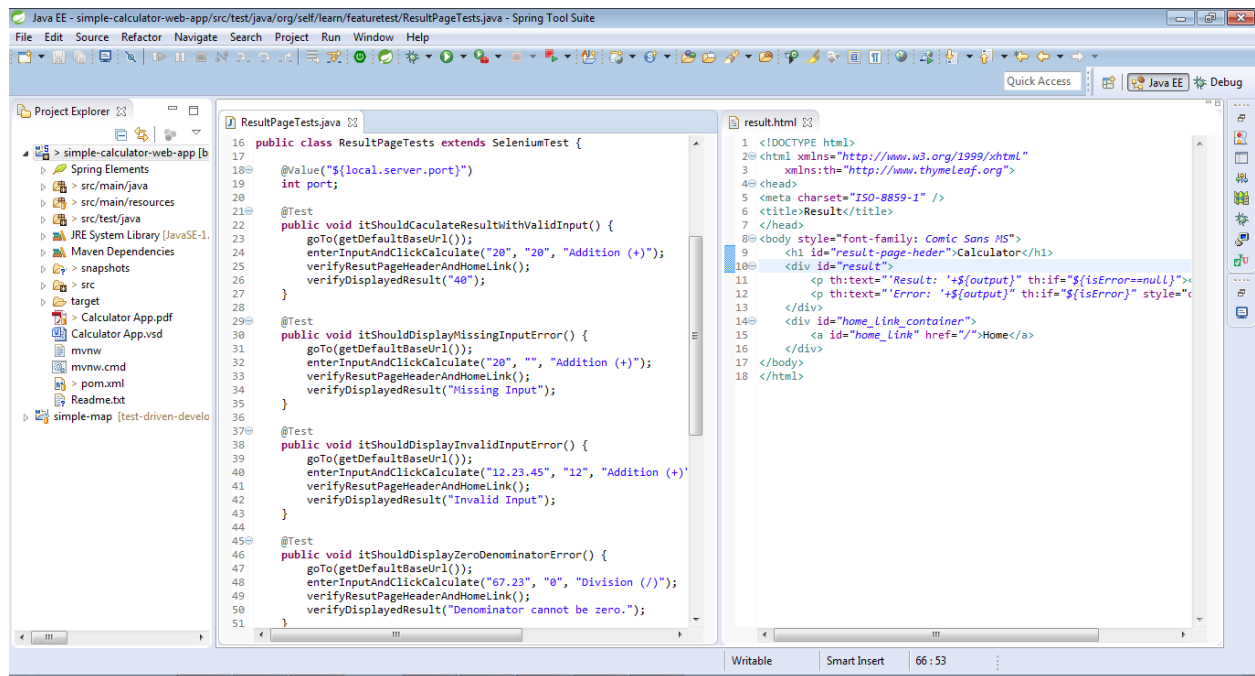 Java EE - simple-calculator-web-app/src/test/java/org/self/learn/featuretest/ResultPageTests.java - Spring Tool Suite
File Edit Source Refactor Navigate Search Project Run Window Help
Quick Access Java EE Debug
Project Explorer
> simple-calculator-web-app [b
Spring Elements
> src/main/java
> src/main/resources
> src/test/java
JRE System Library [JavaSE-1.
Maven Dependencies
> snapshots
> src
target
> Calculator App.pdf
Calculator App.vsd
mvnw
mvnw.cmd
> pom.xml
Readme.txt
simple-map [test-driven-develo
ResultPageTests.java
16 public class ResultPageTests extends SeleniumTest {
17
18 @Value("${local.server.port}")
19 int port;
20
21 @Test
22 public void itShouldCaculateResultWithValidInput() {
23 goTo(getDefaultBaseUrl());
24 enterInputAndClickCalculate("20", "20", "Addition (+)");
25 verifyResutPageHeaderAndHomeLink();
26 verifyDisplayedResult("40");
27 }
28
29 @Test
30 public void itShouldDisplayMissingInputError() {
31 goTo(getDefaultBaseUrl());
32 enterInputAndClickCalculate("20", "", "Addition (+)");
33 verifyResutPageHeaderAndHomeLink();
34 verifyDisplayedResult("Missing Input");
35 }
36
37 @Test
38 public void itShouldDisplayInvalidInputError() {
39 goTo(getDefaultBaseUrl());
40 enterInputAndClickCalculate("12.23.45", "12", "Addition (+)"
41 verifyResutPageHeaderAndHomeLink();
42 verifyDisplayedResult("Invalid Input");
43 }
44
45 @Test
46 public void itShouldDisplayZeroDenominatorError() {
47 goTo(getDefaultBaseUrl());
48 enterInputAndClickCalculate("67.23", "0", "Division (/)");
49 verifyResutPageHeaderAndHomeLink();
50 verifyDisplayedResult("Denominator cannot be zero.");
51 }
result.html
1 <!DOCTYPE html>
2 <html xmlns="http://www.w3.org/1999/xhtml"
3 xmlns:th="http://www.thymeleaf.org">
4 <head>
5 <meta charset="ISO-8859-1" />
6 <title>Result</title>
7 </head>
8 <body style="font-family: Comic Sans MS">
9 <h1 id="result-page-heder">Calculator</h1>
10 <div id="result">
11 <p th:text="'Result: '+${output}" th:if="${isError==null}"><
12 <p th:text="'Error: '+${output}" th:if="${isError}" style="c
13 </div>
14 <div id="home_link_container">
15 <a id="home_link" href="/">Home</a>
16 </div>
17 </body>
18 </html>
Writable Smart Insert 66 : 53